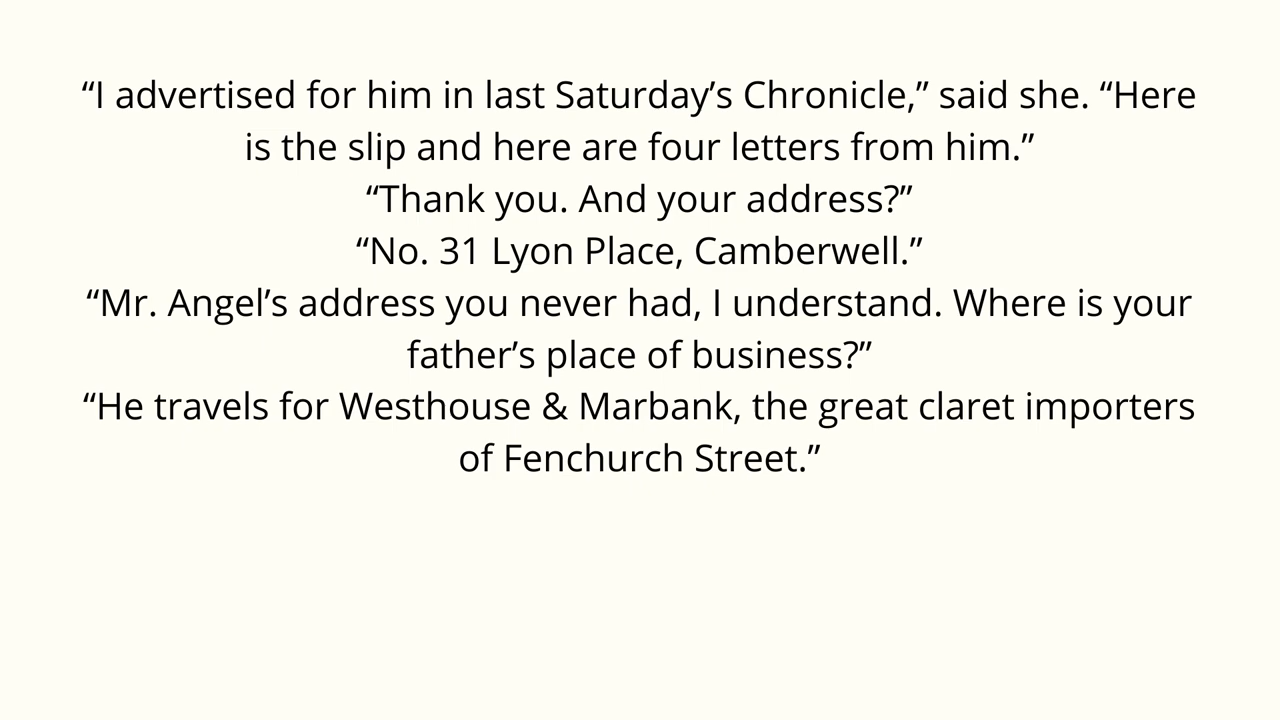 “I advertised for him in last Saturday’s Chronicle,” said she. “Here
is the slip and here are four letters from him.”
“Thank you. And your address?”
“No. 31 Lyon Place, Camberwell.”
“Mr. Angel’s address you never had, I understand. Where is your
father’s place of business?”
“He travels for Westhouse & Marbank, the great claret importers
of Fenchurch Street.”